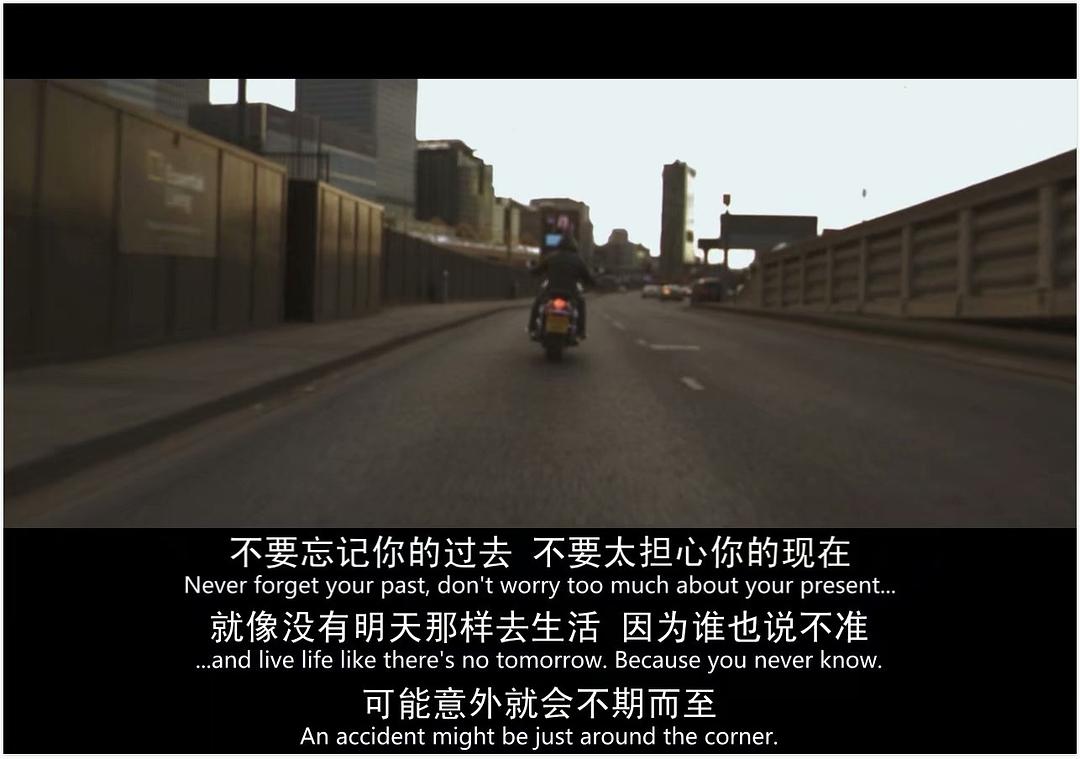 不要忘记你的过去 不要太担心你的现在
Never forget your past, don't worry too much about your present...
就像没有明天那样去生活 因为谁也说不准
...and live life like there's no tomorrow. Because you never know.
可能意外就会不期而至
An accident might be just around the corner.